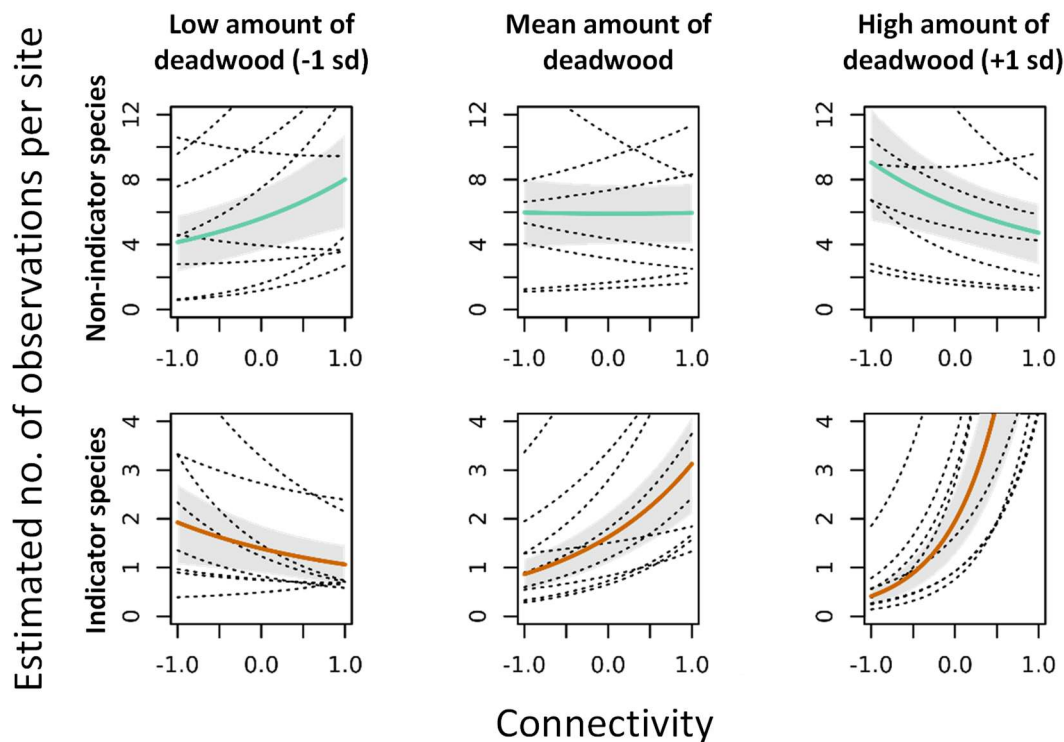 Low amount of
deadwood (-1 sd)
Mean amount of
deadwood
High amount of
deadwood (+1 sd)
Estimated no. of observations per site
Non-indicator species
12
8
4
0
-1.0 0.0 1.0
12
8
4
0
-1.0 0.0 1.0
12
8
4
0
-1.0 0.0 1.0
Indicator species
4
3
2
1
0
-1.0 0.0 1.0
4
3
2
1
0
-1.0 0.0 1.0
4
3
2
1
0
-1.0 0.0 1.0
Connectivity